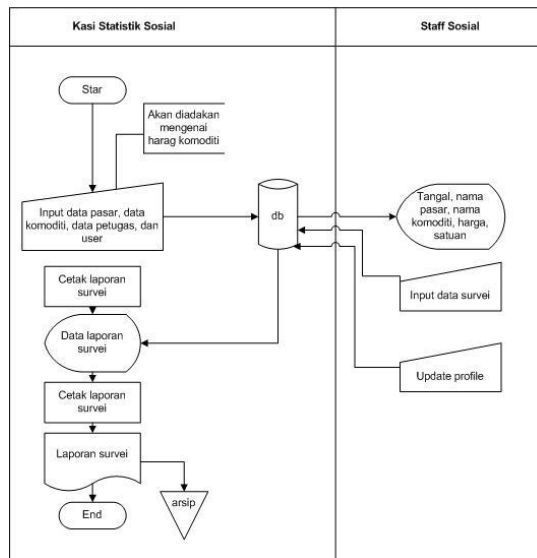 Kasi Statistik Sosial
Staff Sosial
Star
Akan diadakan
mengenai
harag komoditi
Input data pasar, data
komoditi, data petugas, dan
user
db
Tangal, nama
pasar, nama
komoditi, harga,
satuan
Input data survei
Cetak laporan
survei
Data laporan
survei
Update profile
Cetak laporan
survei
Laporan survei
arsip
End